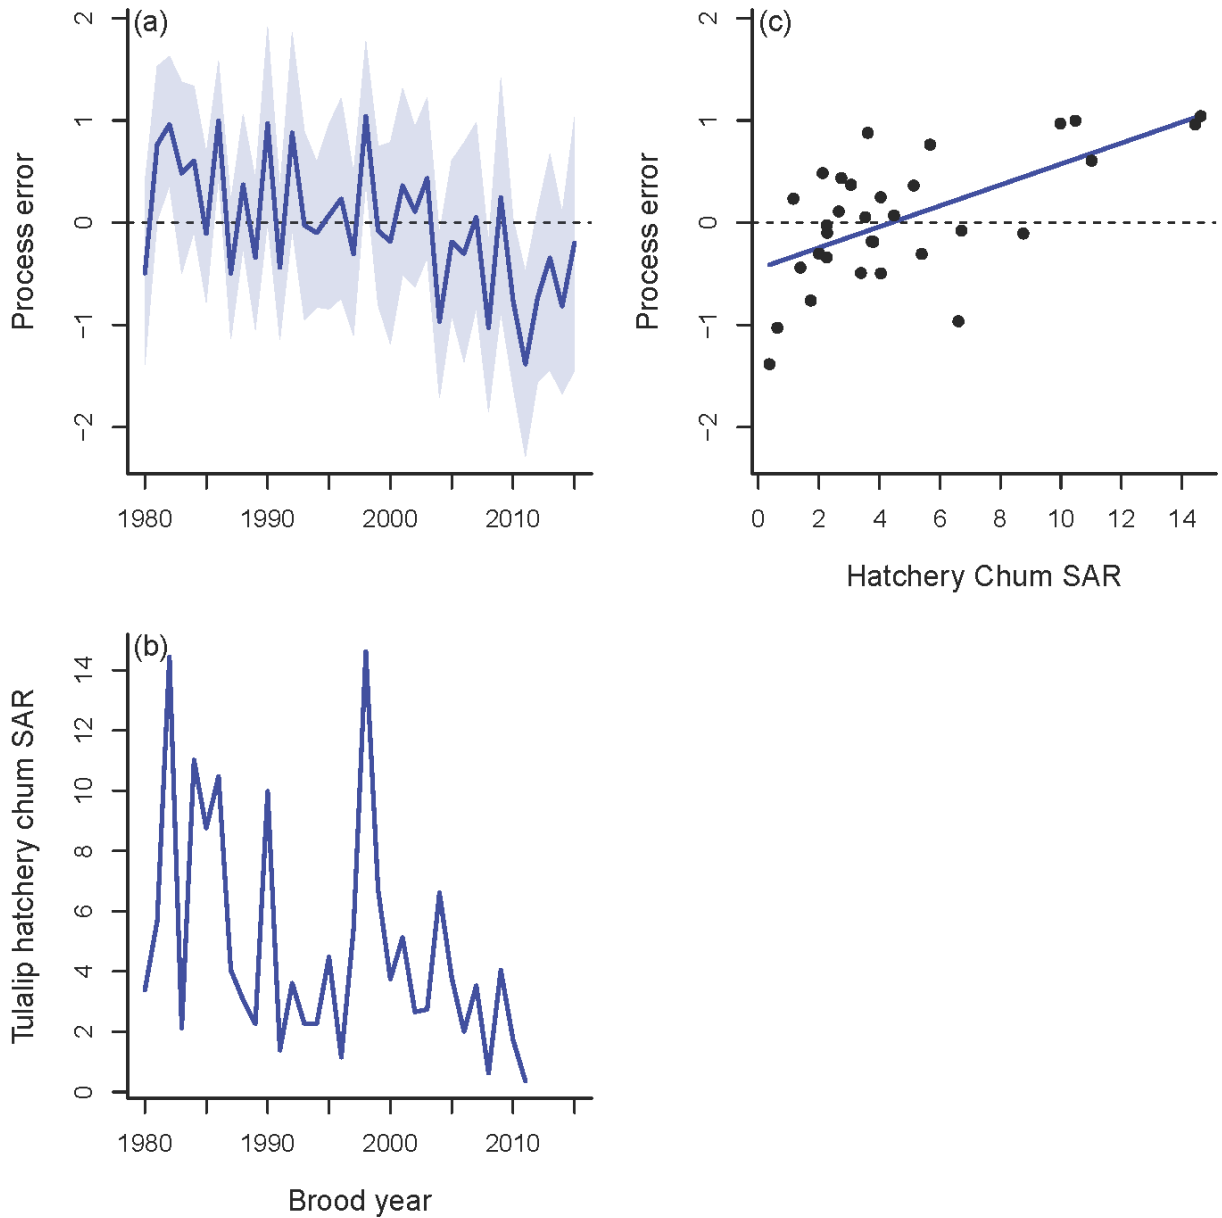 (a)
2
1
0
−1
−2
Process error
1980 1990 2000 2010
(c)
2
1
0
−1
−2
Process error
0 2 4 6 8 10 12 14
Hatchery Chum SAR
(b)
14
12
10
8
6
4
2
0
Tulalip hatchery chum SAR
1980 1990 2000 2010
Brood year